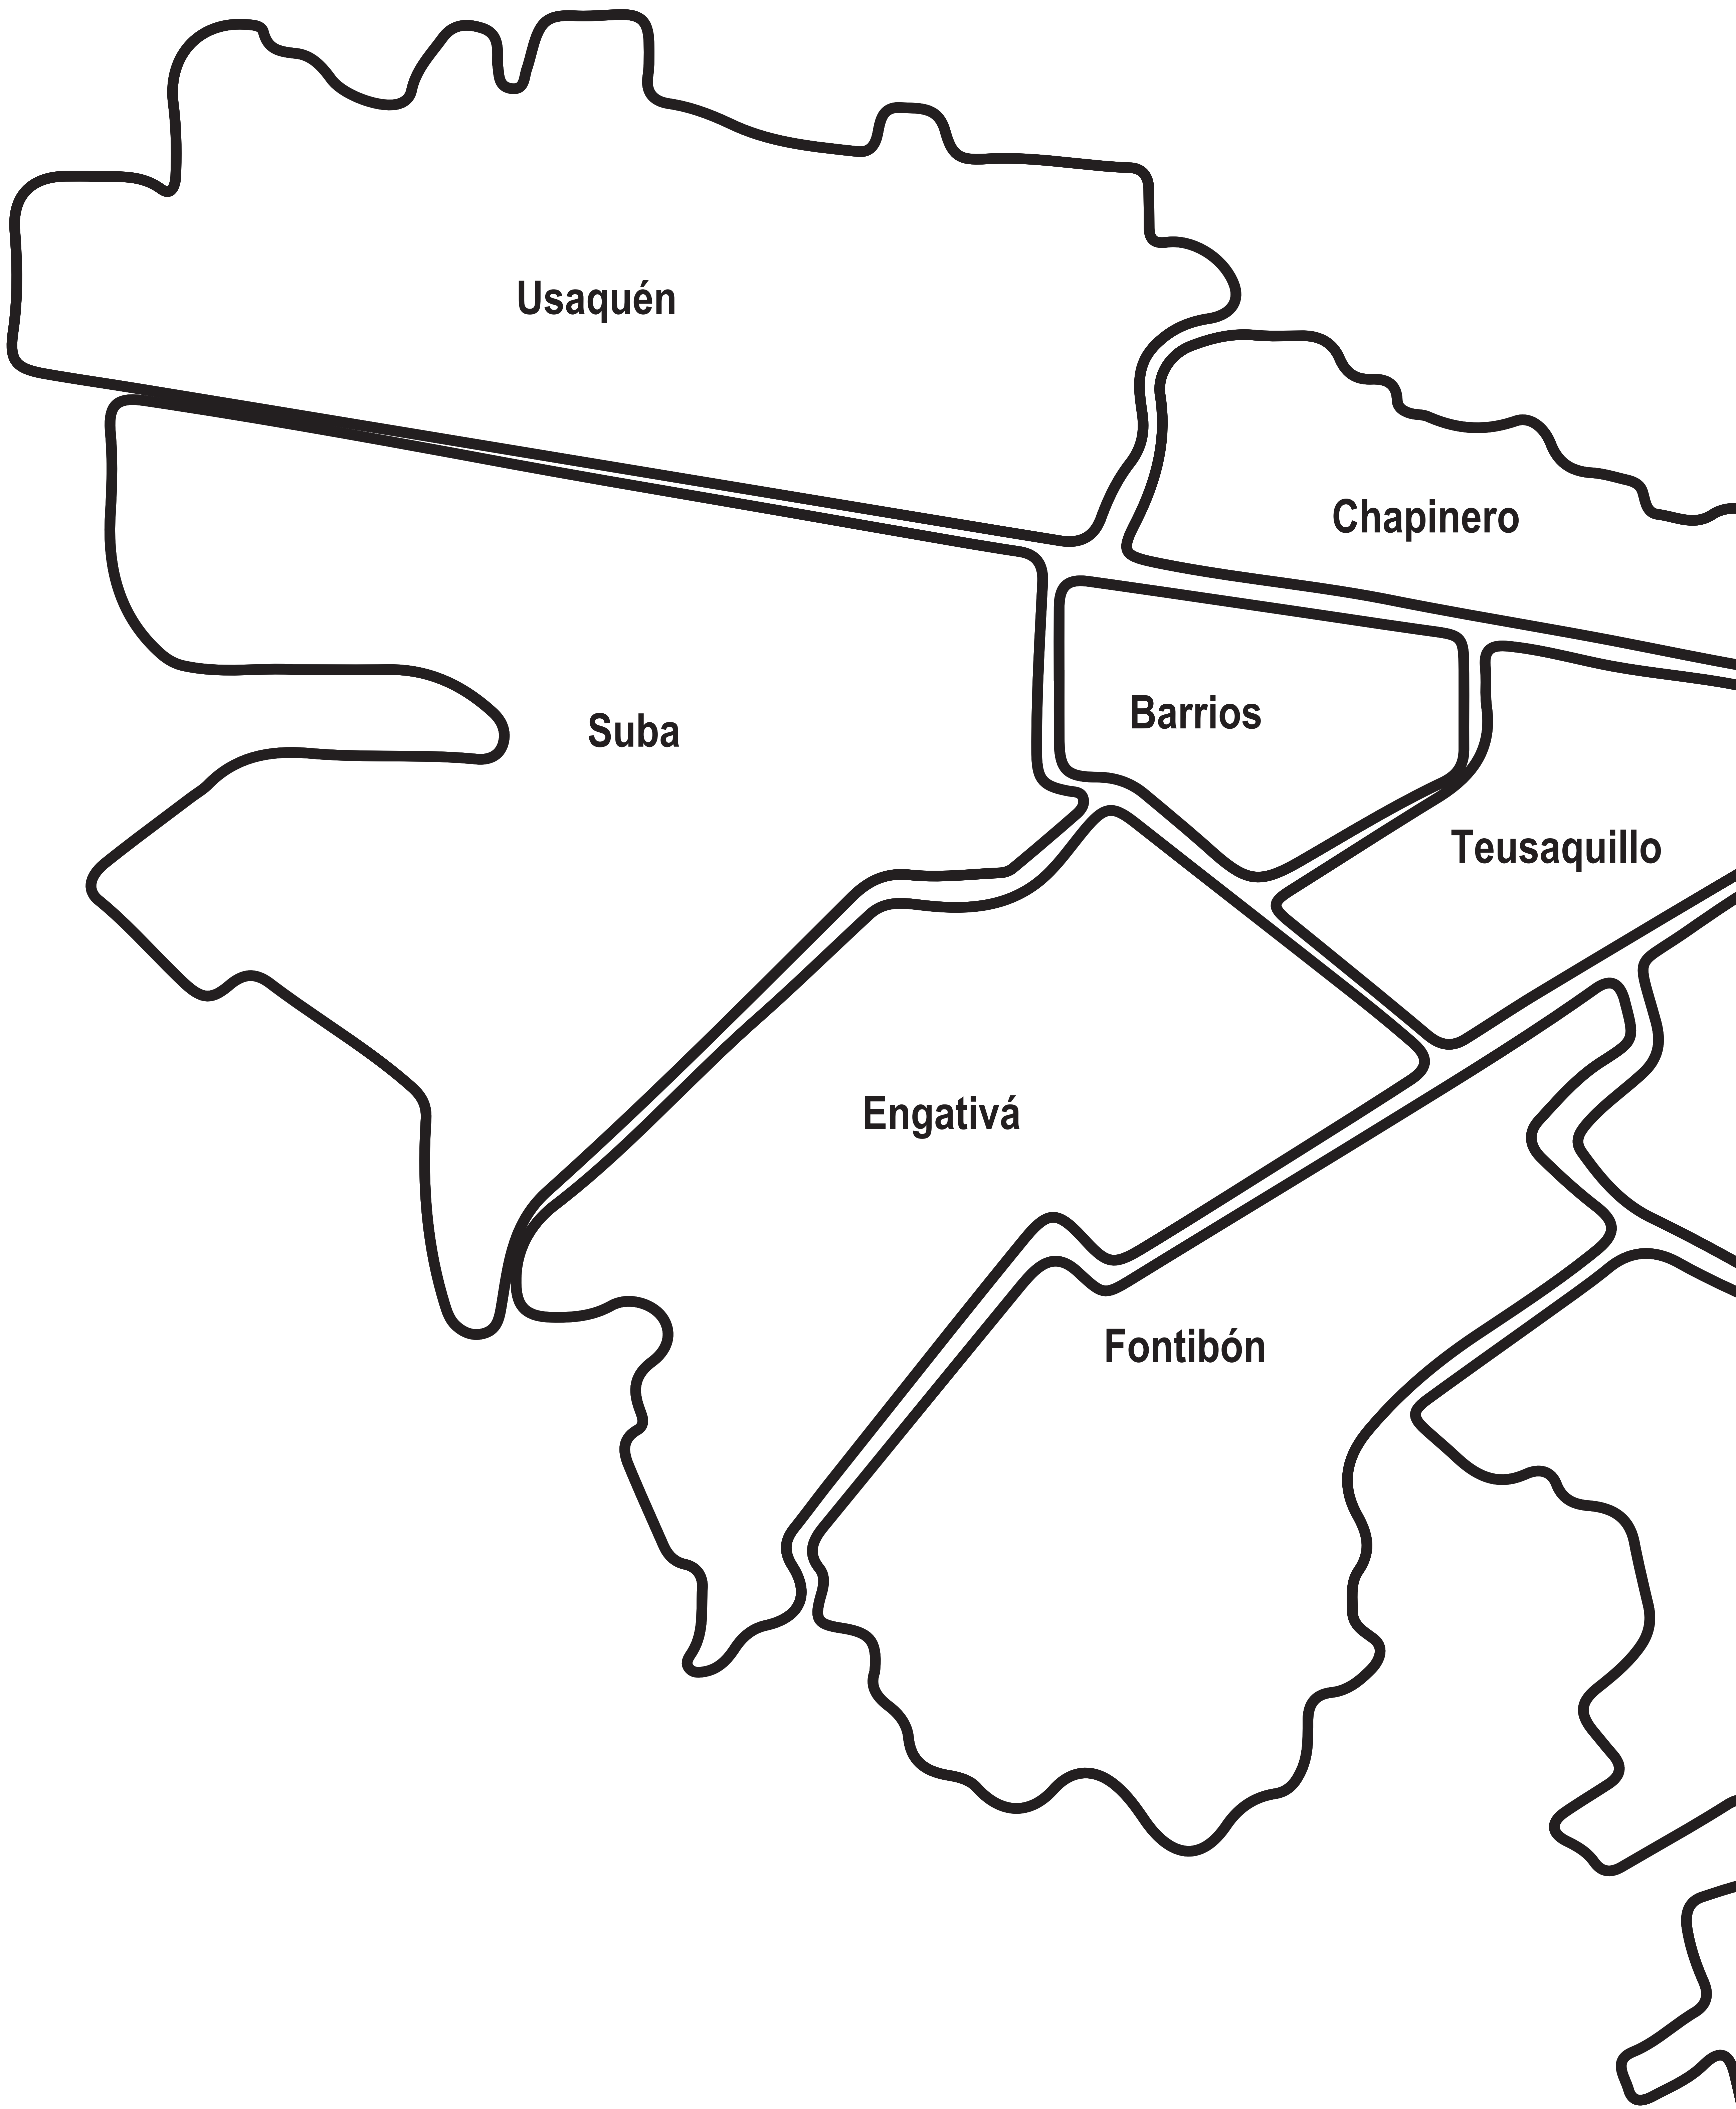 Usaquén
Chapinero
Barrios
Suba
Teusaquillo
Engativá
Fontibón